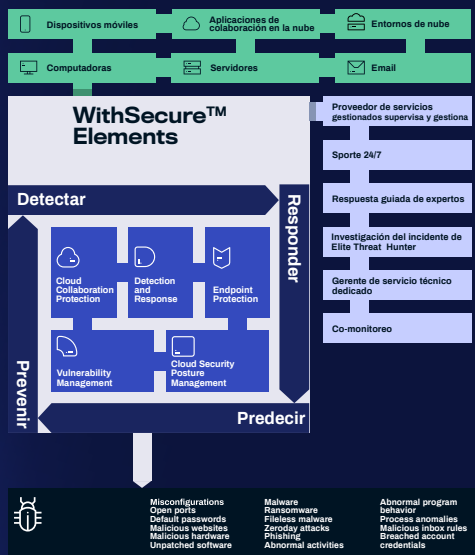 Dispositivos móviles
Aplicaciones de
colaboración en la nube
Entornos de nube
Computadoras
Servidores
Email
WithSecure™
Elements
Proveedor de servicios
gestionados supervisa y gestiona
Sporte 24/7
Respuesta guiada de expertos
Investigación del incidente de
Elite Threat Hunter
Gerente de servicio técnico
dedicado
Co-monitoreo
Detectar
Responder
Predecir
Prevenir
Cloud
Collaboration
Protection
Detection
and
Response
Endpoint
Protection
Vulnerability
Management
Cloud Security
Posture
Management
Misconfigurations
Open ports
Default passwords
Malicious websites
Malicious hardware
Unpatched software
Malware
Ransomware
Fileless malware
Zeroday attacks
Phishing
Abnormal activities
Abnormal program
behavior
Process anomalies
Malicious inbox rules
Breached account
credentials